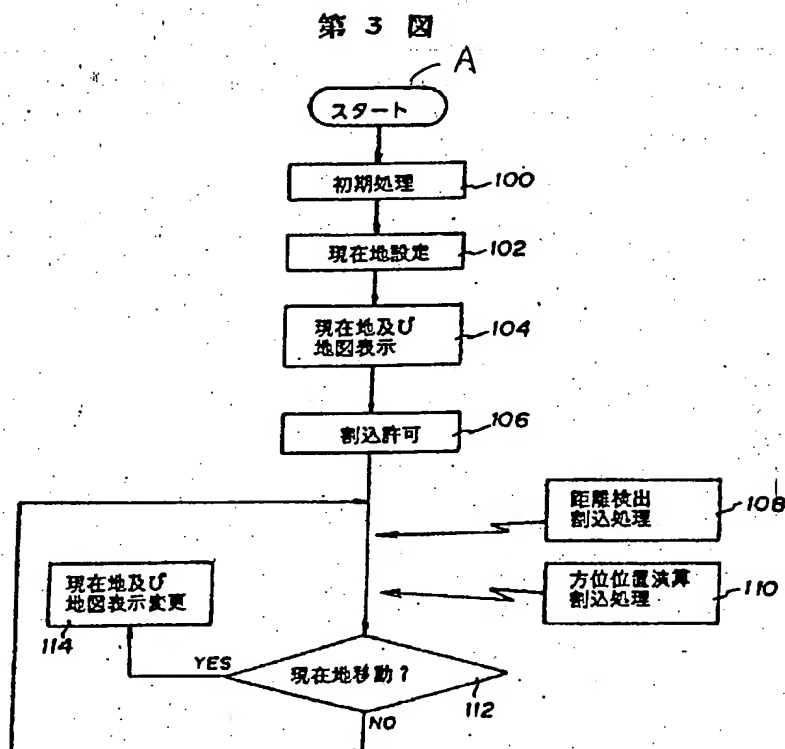 第 3 図
A
スタート
初期処理
100
現在地設定
102
現在地及び
地図表示
104
割込許可
106
距離検出
割込処理
108
方位位置演算
割込処理
110
現在地及び
地図表示変更
114
YES
現在地移動?
112
NO